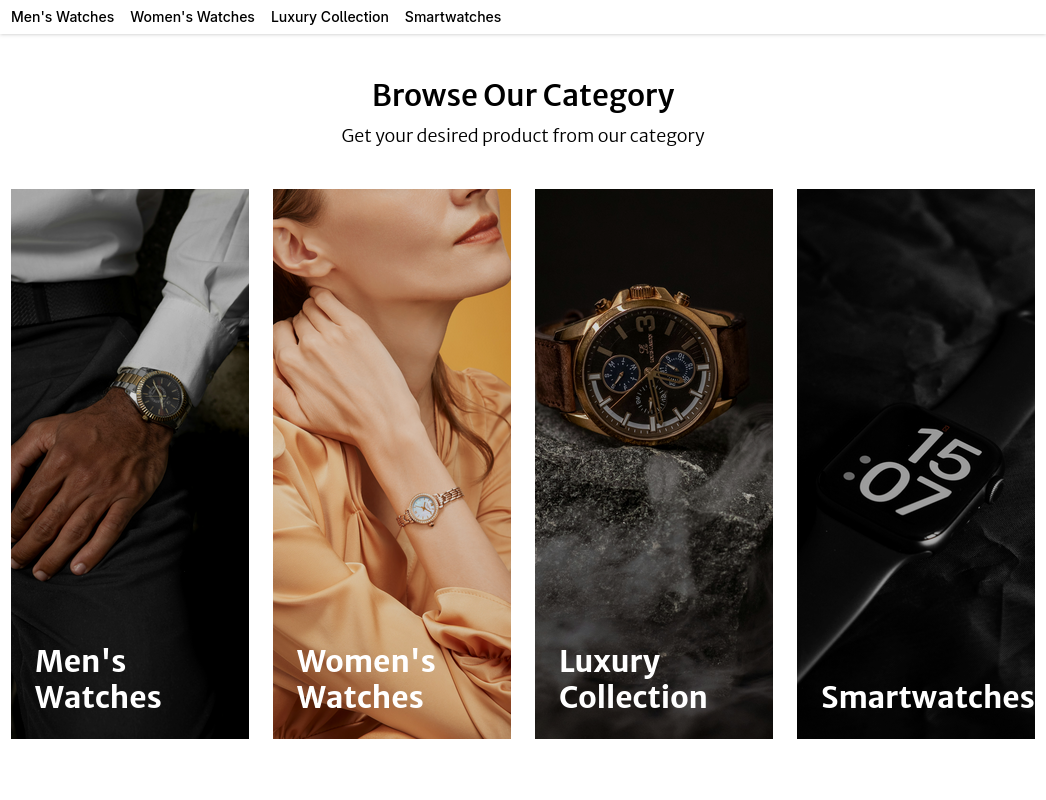 Men's Watches Women's Watches Luxury Collection Smartwatches
Browse Our Category
Get your desired product from our category
3
15
07
Men's
Watches
Women's
Watches
Luxury
Collection
Smartwatches